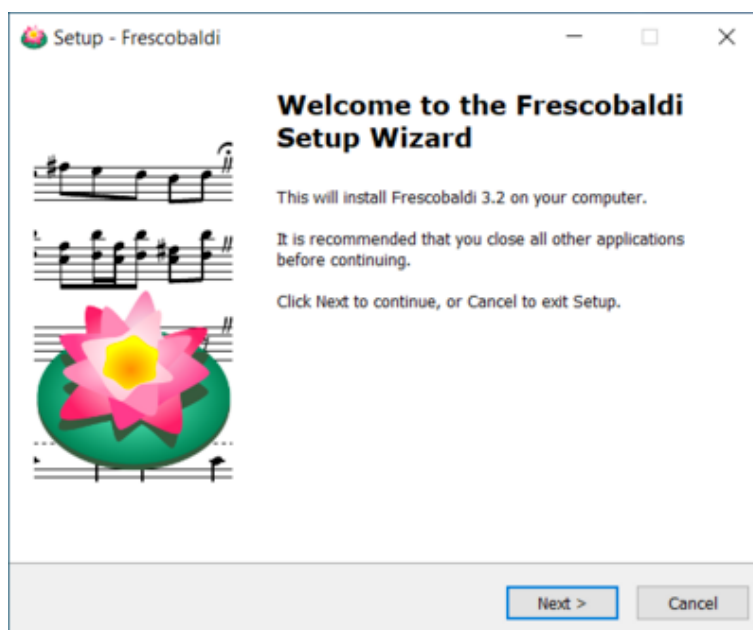 Setup - Frescobaldi
Welcome to the Frescobaldi
Setup Wizard
This will install Frescobaldi 3.2 on your computer.
It is recommended that you close all other applications
before continuing.
Click Next to continue, or Cancel to exit Setup.
Next >
Cancel